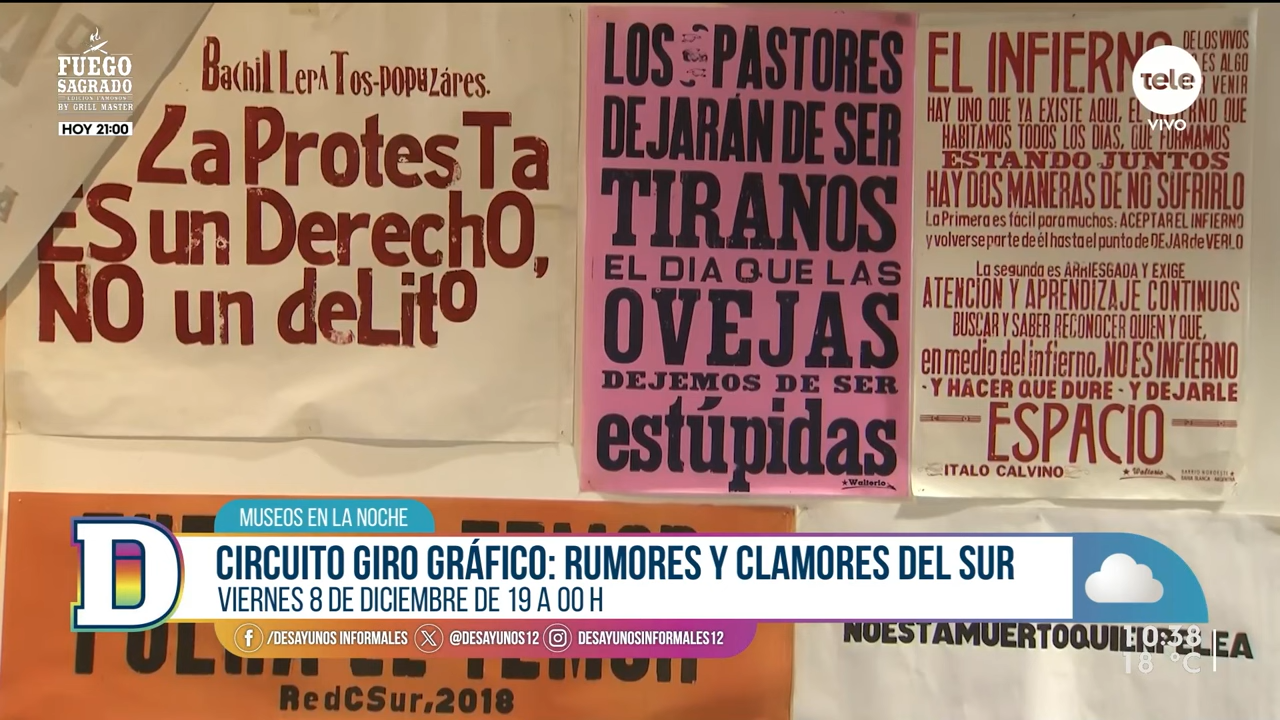 FUEGO
SAGRADO
BY GRILL MASTER
HOY 21:00
BachilLeraTos-popuLáres.
La ProtesTa
ES un DerechO,
NO un deLitO
LOS PASTORES
DEJARÁN DE SER
TIRANOS
EL DIA QUE LAS
OVEJAS
DEJEMOS DE SER
estúpidas
★Walterio
EL INFIERNO DE LOS VIVOS
ES ALGO
VENIR
HAY UNO QUE YA EXISTE AQUI, EL QUE
HABITAMOS TODOS LOS DIAS, QUE FORMAMOS
ESTANDO JUNTOS
HAY DOS MANERAS DE NO SUFRIRLO
La Primera es fácil para muchos: ACEPTAR EL INFIERNO
y volverse parte de él hasta el punto de DEJAR de VERLO
La segunda es ARRIESGADA Y EXIGE
ATENCION Y APRENDIZAJE CONTINUOS
BUSCAR Y SABER RECONOCER QUIEN Y QUE,
en medio del infierno, NO ES INFIERNO
- Y HACER QUE DURE - Y DEJARLE
ESPACIO
ITALO CALVINO
★Walterio
tele
VIVO
MUSEOS EN LA NOCHE
D
CIRCUITO GIRO GRÁFICO: RUMORES Y CLAMORES DEL SUR
VIERNES 8 DE DICIEMBRE DE 19 A 00 H
/DESAYUNOS INFORMALES
@DESAYUNOS12
DESAYUNOSINFORMALES12
RedCSur,2018
NOESTAMUERTOQUIENPELEA
10:38
18 °C